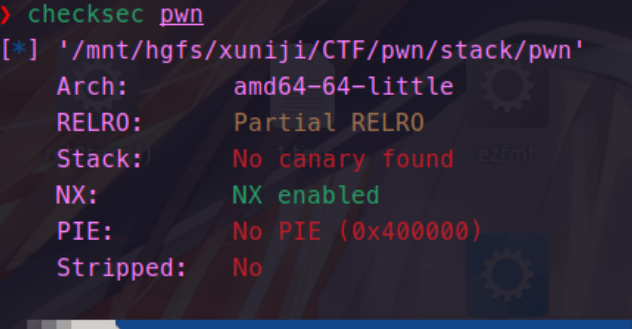 ❯ checksec pwn
[*] '/mnt/hgfs/xuniji/CTF/pwn/stack/pwn'
Arch: amd64-64-little
RELRO: Partial RELRO
Stack: No canary found
NX: NX enabled
PIE: No PIE (0x400000)
Stripped: No
ezfmt